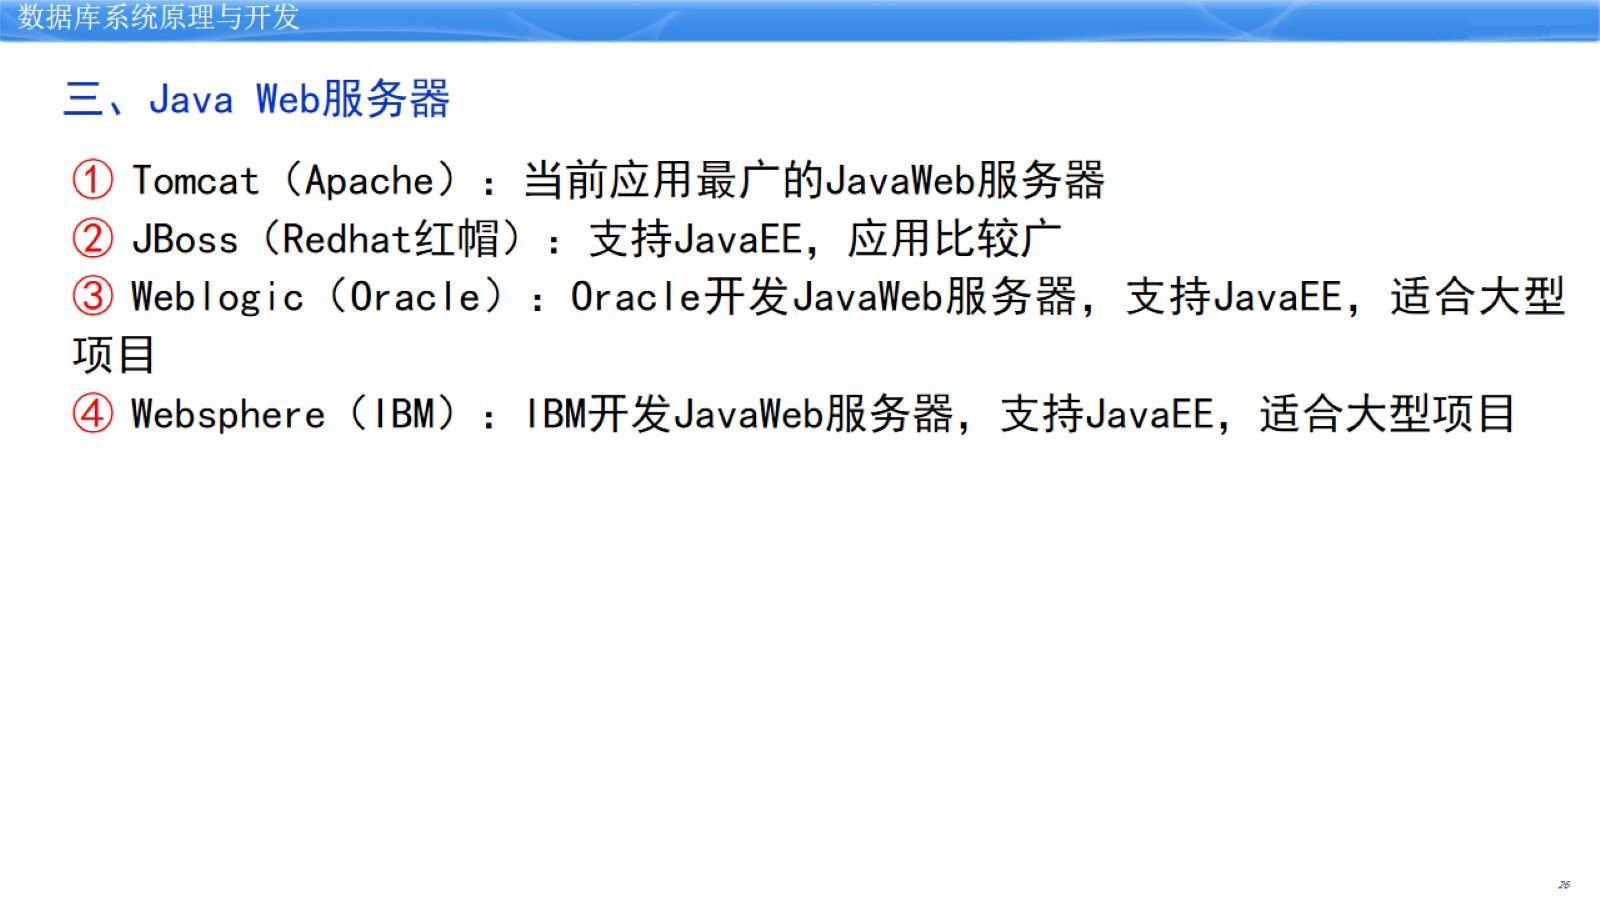 数据库系统原理与开发
三、Java Web服务器
① Tomcat（Apache）：当前应用最广的JavaWeb服务器
② JBoss（Redhat红帽）：支持JavaEE，应用比较广
③ Weblogic（Oracle）：Oracle开发JavaWeb服务器，支持JavaEE，适合大型
项目
④ Websphere（IBM）：IBM开发JavaWeb服务器，支持JavaEE，适合大型项目
26